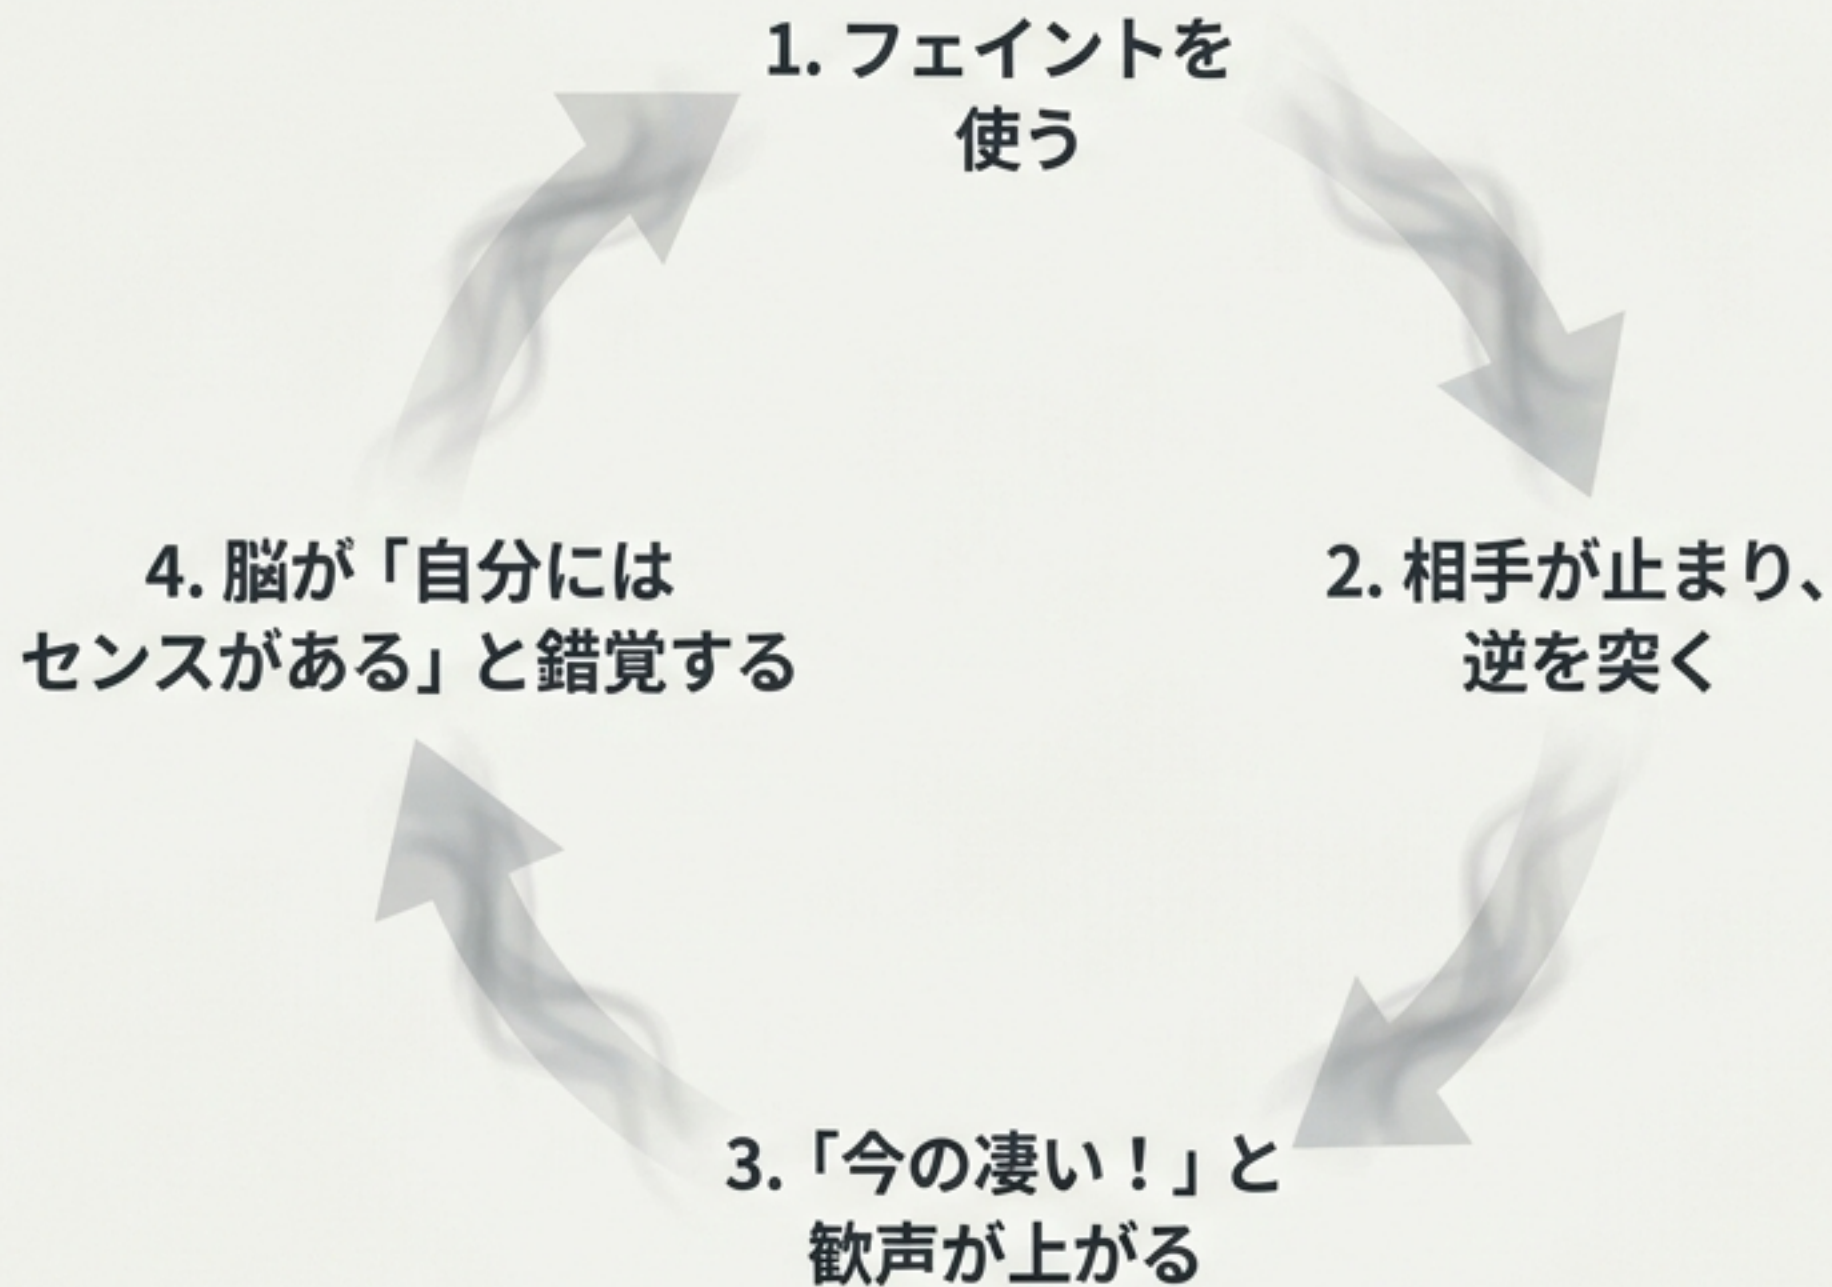 1. フェイントを
使う
2. 相手が止まり、
逆を突く
3.「今の凄い！」と
歓声が上がる
4. 脳が「自分には
センスがある」と錯覚する